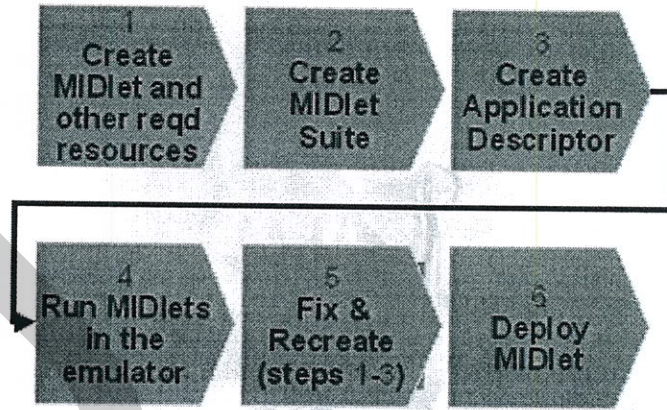 1
Create
MIDlet and
other reqd
resources
2
Create
MIDlet
Suite
3
Create
Application
Descriptor
4
Run MIDlets
in the
emulator
5
Fix &
Recreate
(steps 1-3)
6
Deploy
MIDlet